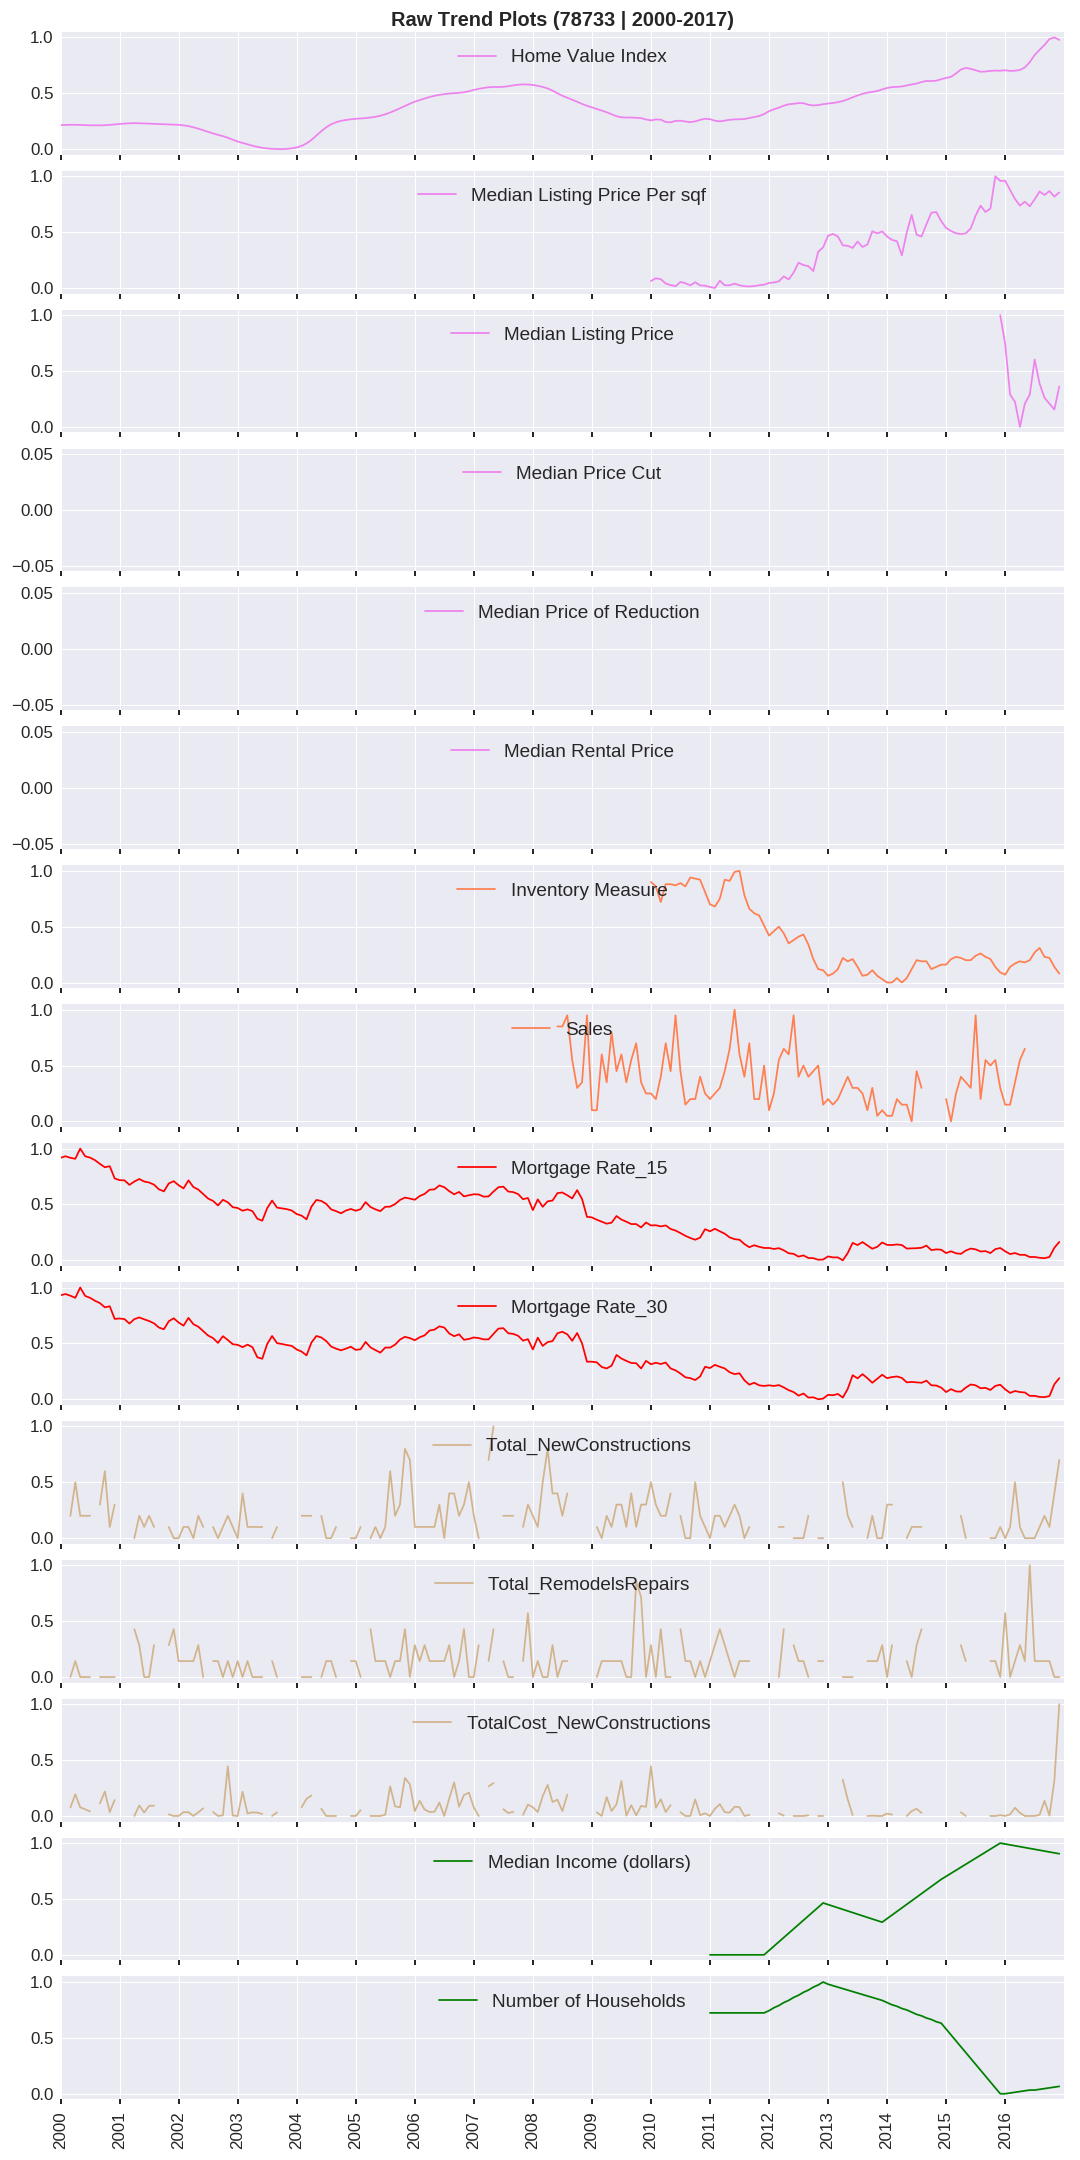 Raw Trend Plots (78733 | 2000-2017)
1.0
Home Value Index
0.5
0.0
1.0
Median Listing Price Per sqf
0.5
0.0
1.0
Median Listing Price
0.5
0.0
0.05
Median Price Cut
0.00
−0.05
0.05
Median Price of Reduction
0.00
−0.05
0.05
Median Rental Price
0.00
−0.05
1.0
Inventory Measure
0.5
0.0
1.0
Sales
0.5
0.0
1.0
Mortgage Rate_15
0.5
0.0
1.0
Mortgage Rate_30
0.5
0.0
1.0
Total_NewConstructions
0.5
0.0
1.0
Total_RemodelsRepairs
0.5
0.0
1.0
TotalCost_NewConstructions
0.5
0.0
1.0
Median Income (dollars)
0.5
0.0
1.0
Number of Households
0.5
0.0
2000 2001 2002 2003 2004 2005 2006 2007 2008 2009 2010 2011 2012 2013 2014 2015 2016